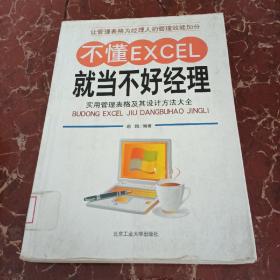 让管理表格为经理人的管理效能加分
不懂EXCEL
就当不好经理
实用管理表格及其设计方法大全
BUDONG EXCEL JIU DANGBUHAO JINGLI
编著
北京工业大学出版社